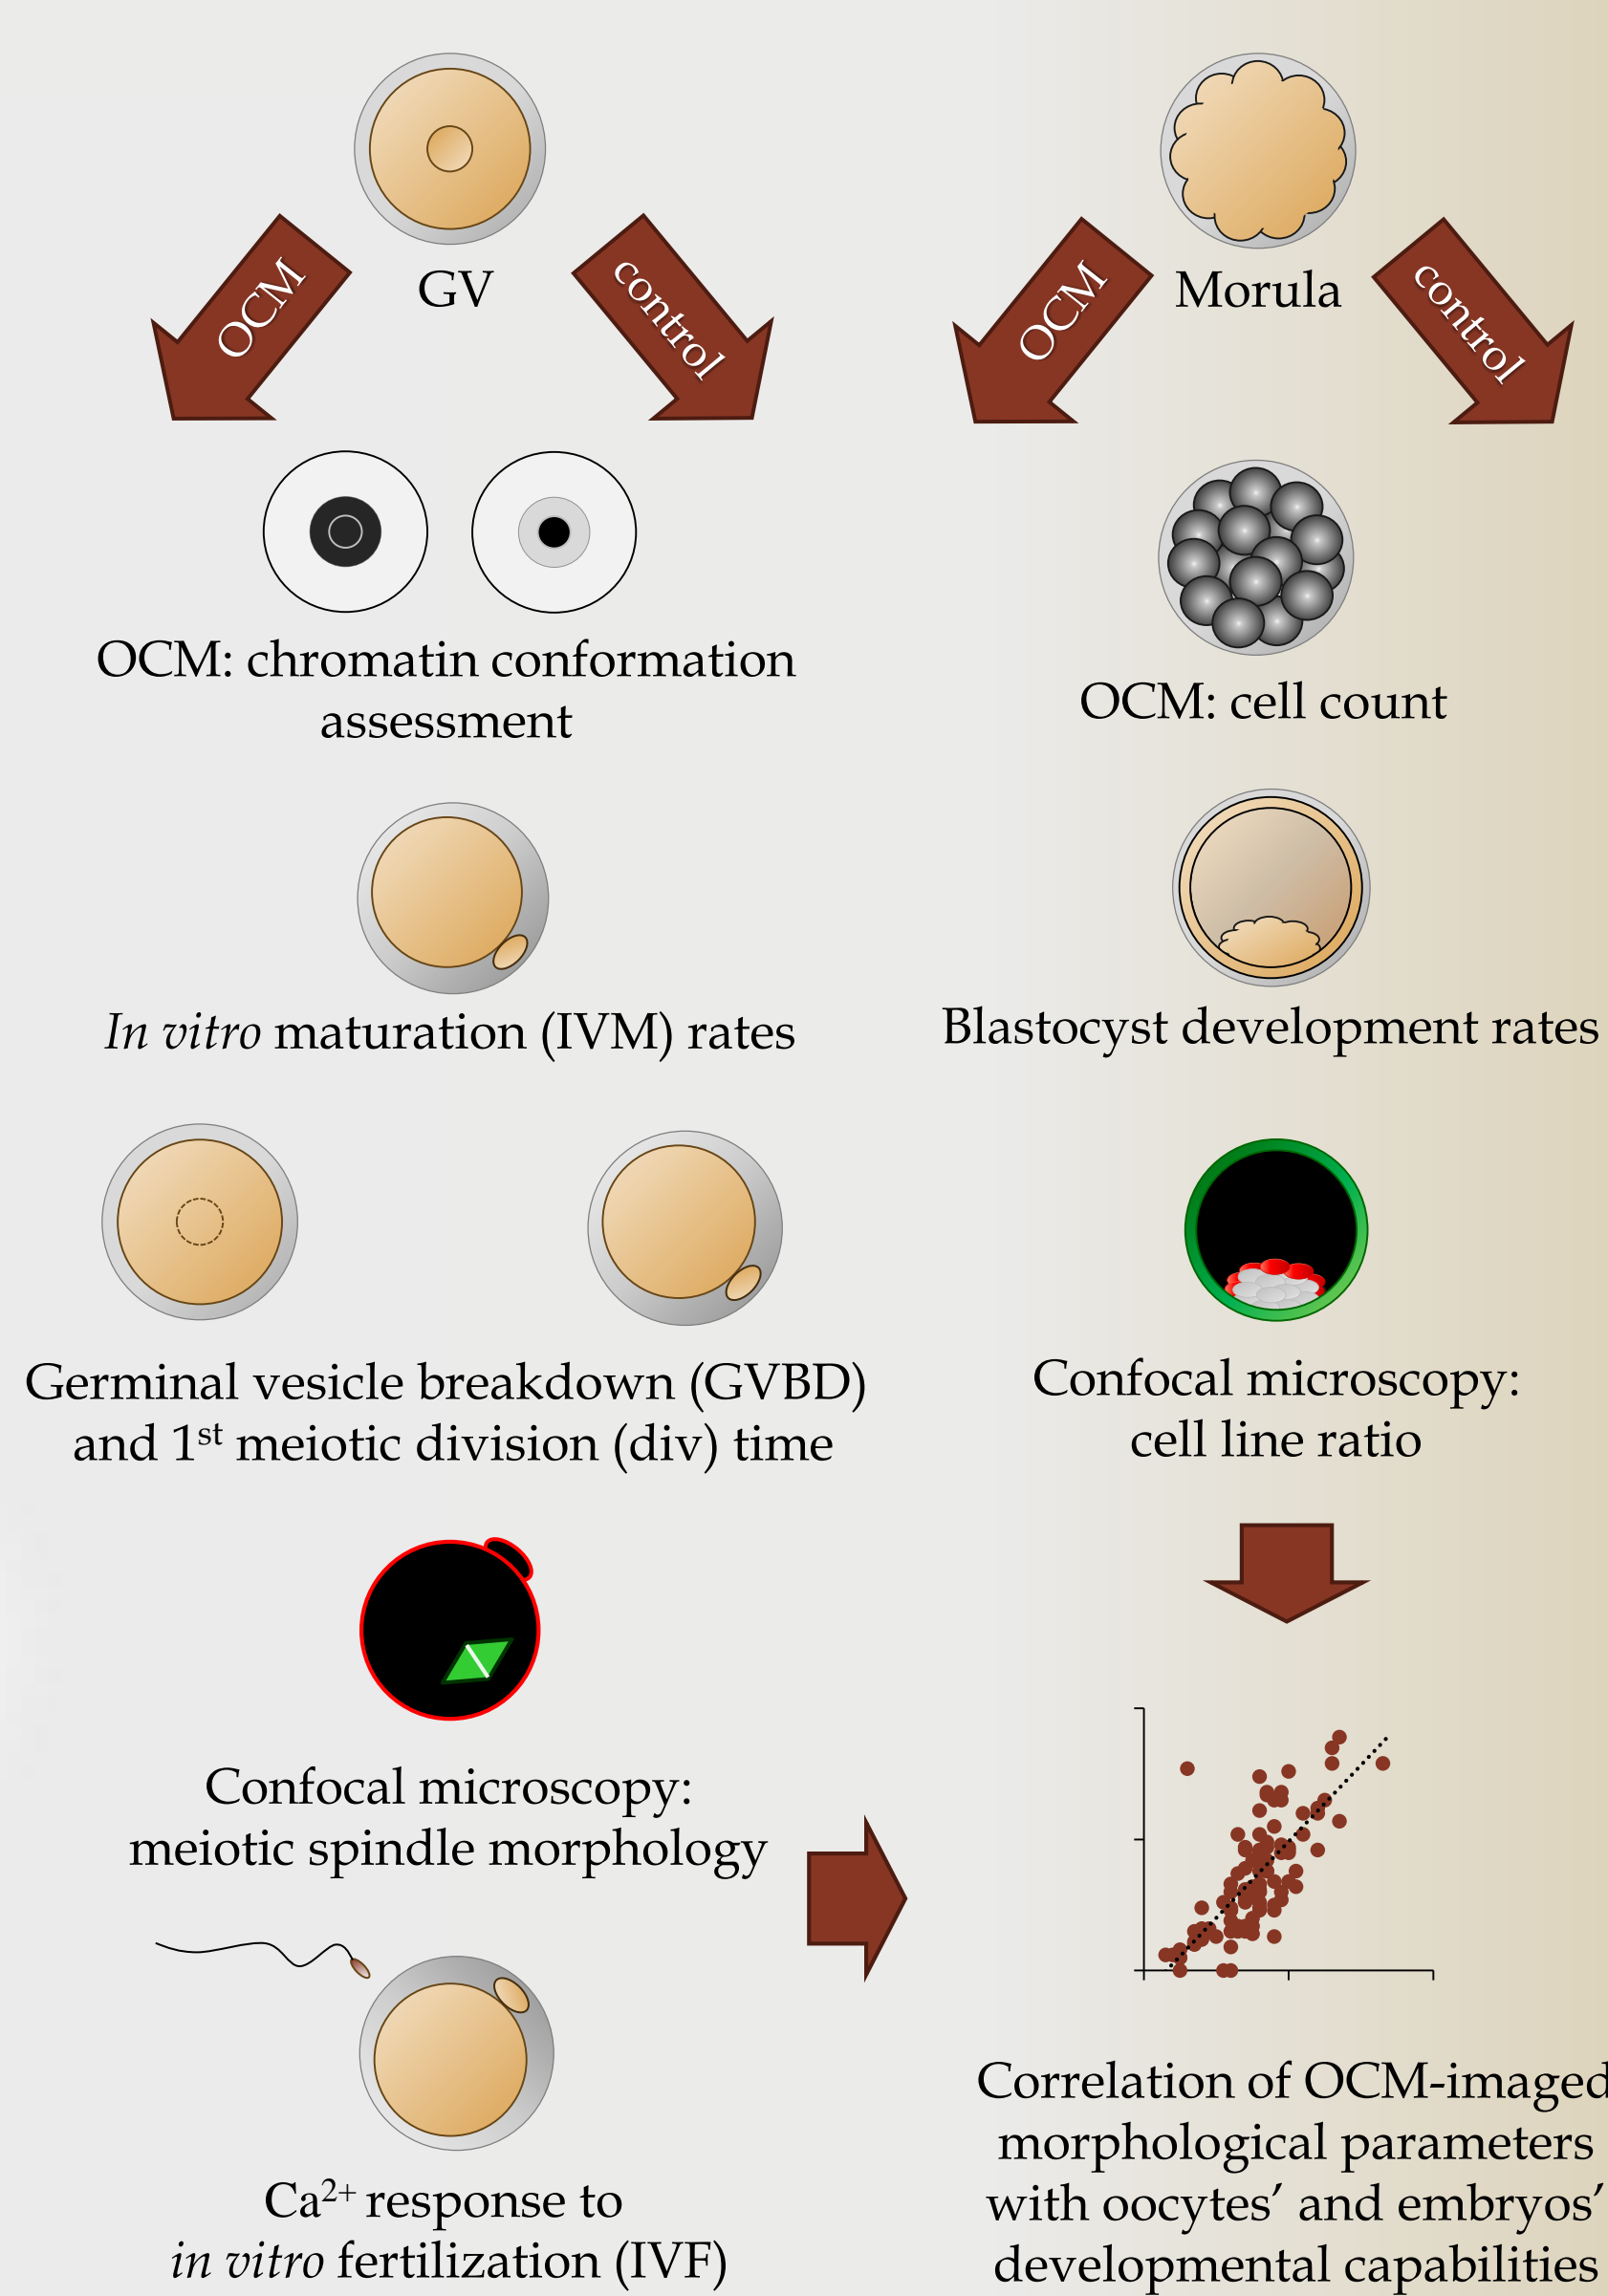 GV
OCM
control
OCM: chromatin conformation
assessment
In vitro maturation (IVM) rates
Germinal vesicle breakdown (GVBD)
and 1st meiotic division (div) time
Confocal microscopy:
meiotic spindle morphology
Ca2+ response to
in vitro fertilization (IVF)
Morula
OCM
control
OCM: cell count
Blastocyst development rates
Confocal microscopy:
cell line ratio
Correlation of OCM-imaged
morphological parameters
with oocytes’ and embryos’
developmental capabilities